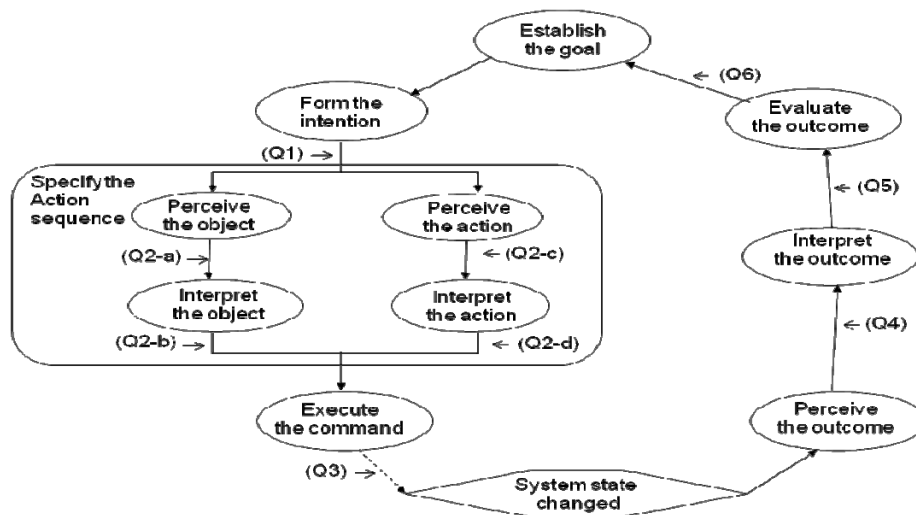 Establish
the goal
(Q6)
Form the
intention
Evaluate
the outcome
(Q1)
Specify the
Action
sequence
(Q5)
Perceive
the object
Perceive
the action
(Q2-a)
(Q2-c)
Interpret
the outcome
Interpret
the object
Interpret
the action
(Q2-b)
(Q2-d)
(Q4)
Execute
the command
Perceive
the outcome
(Q3)
System state
changed